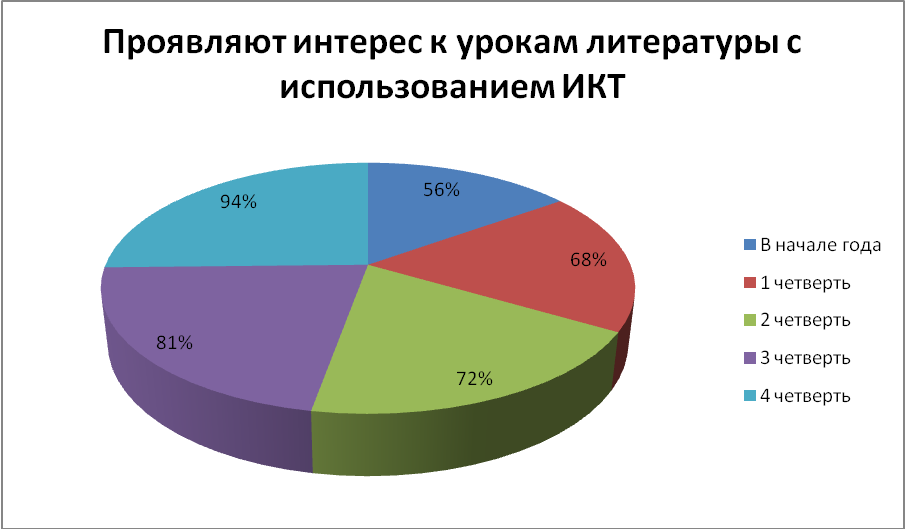 Проявляют интерес к урокам литературы с
использованием ИКТ
56%
68%
72%
81%
94%
В начале года
1 четверть
2 четверть
3 четверть
4 четверть